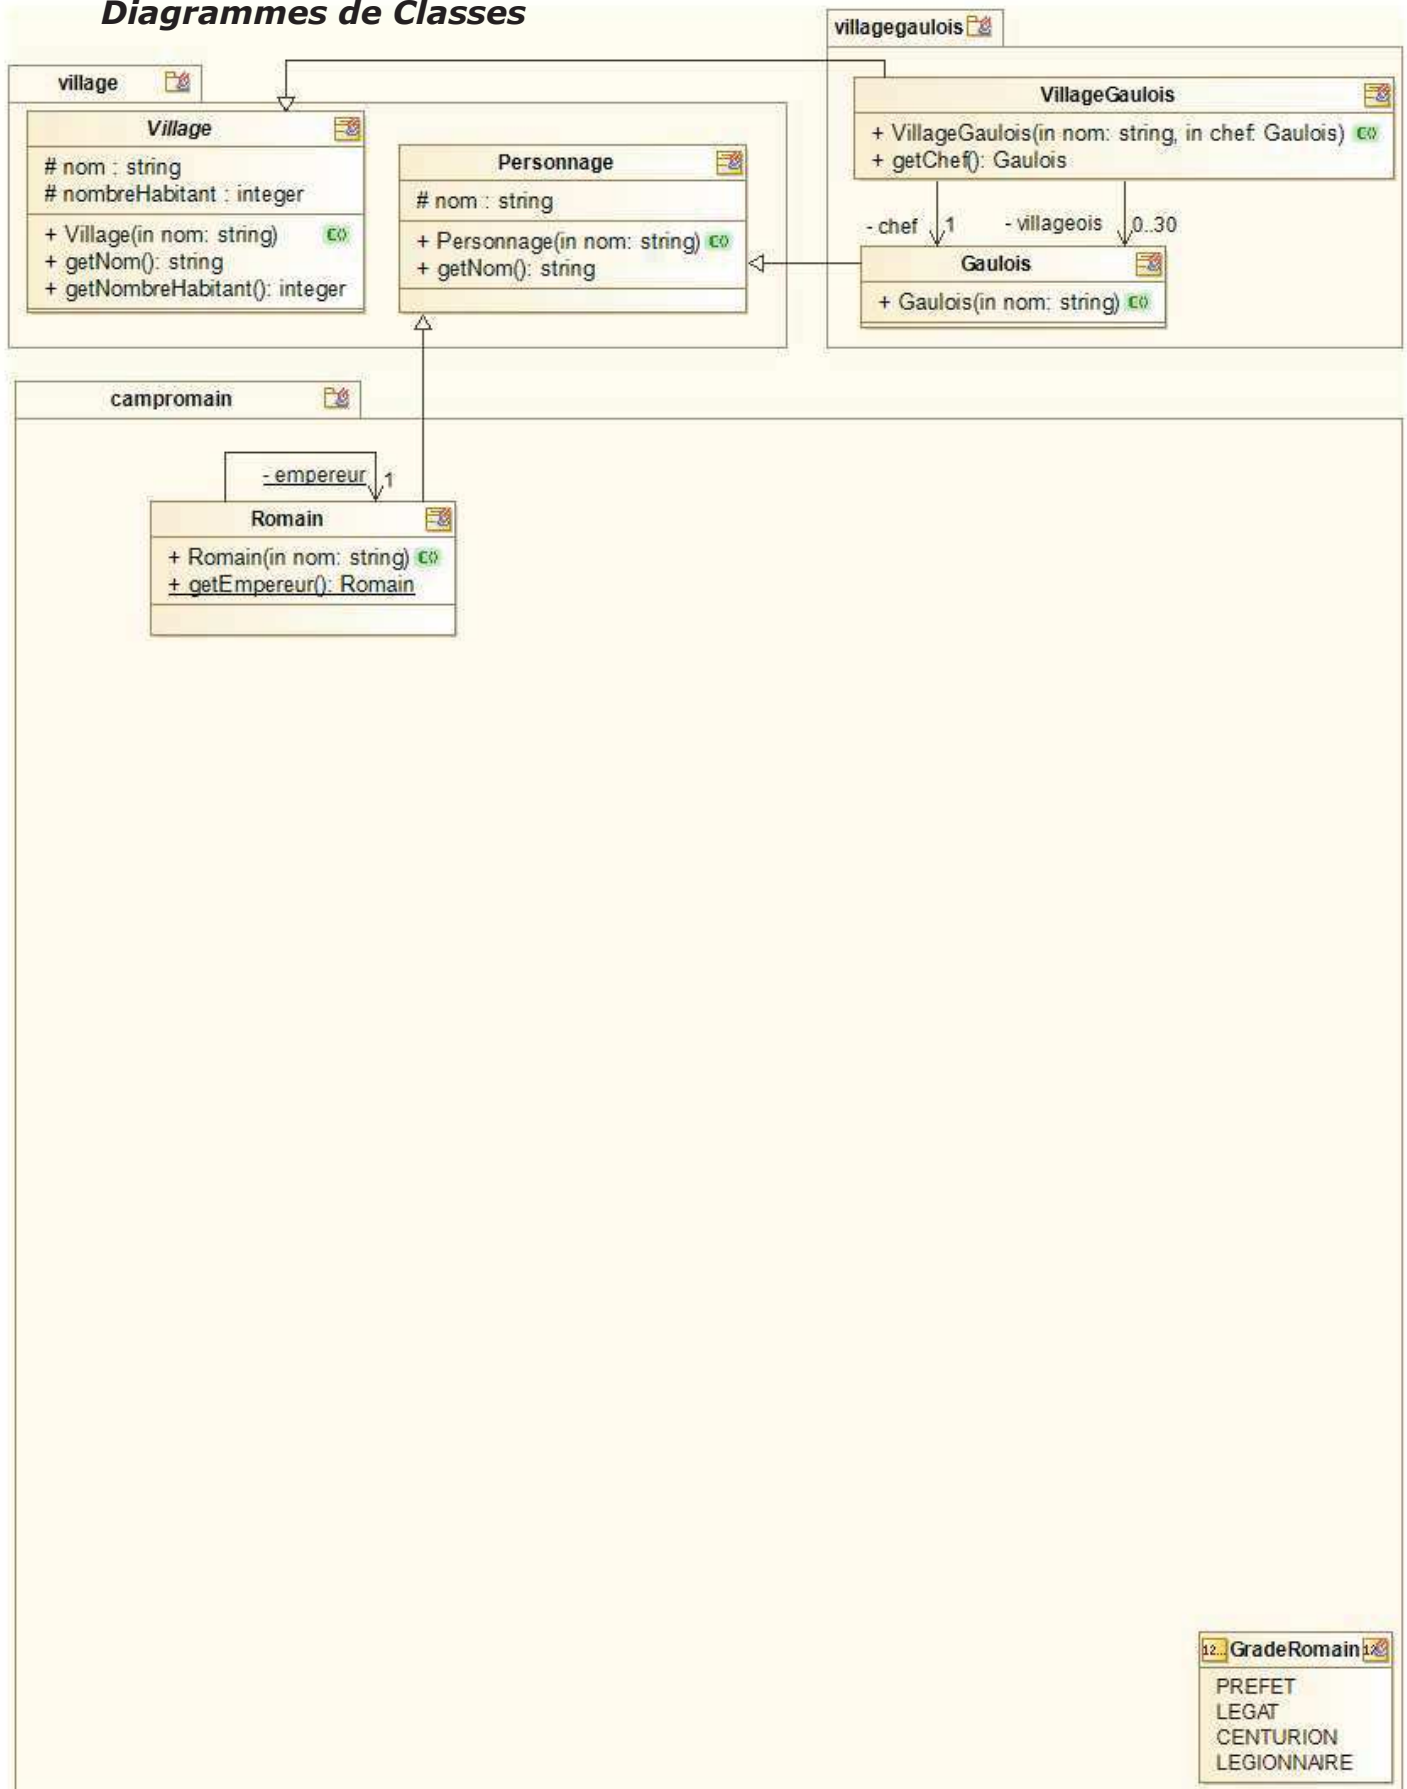 Diagrammes de Classes
villagegaulois
village
VillageGaulois
+ VillageGaulois(in nom: string, in chef: Gaulois)
+ getChef(): Gaulois
Village
# nom : string
# nombreHabitant : integer
+ Village(in nom: string)
+ getNom(): string
+ getNombreHabitant(): integer
Personnage
# nom : string
+ Personnage(in nom: string)
+ getNom(): string
- chef 1
- villageois 0..30
Gaulois
+ Gaulois(in nom: string)
campromain
- empereur 1
Romain
+ Romain(in nom: string)
+ getEmpereur(): Romain
GradeRomain
PREFET
LEGAT
CENTURION
LEGIONNAIRE